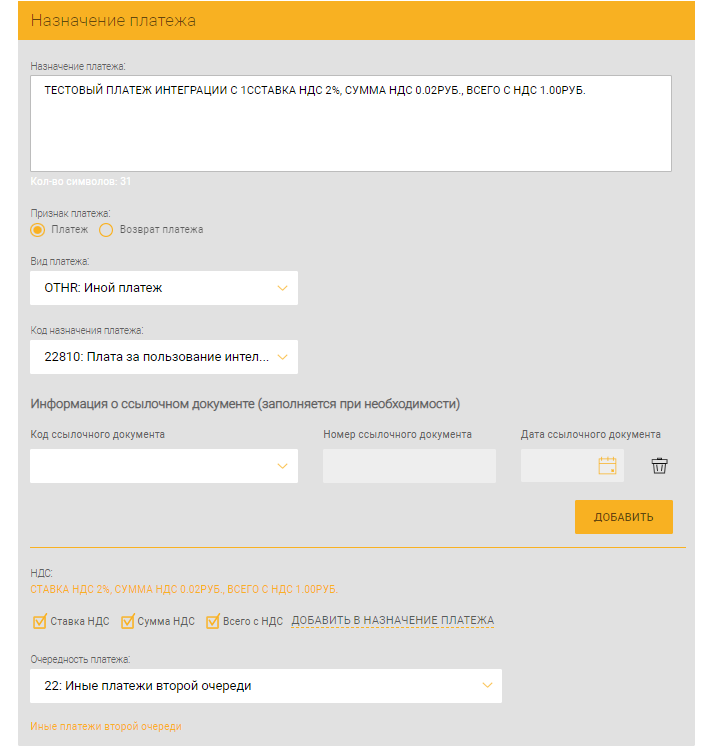 Назначение платежа
Назначение платежа:
ТЕСТОВЫЙ ПЛАТЕЖ ИНТЕГРАЦИИ С 1ССТАВКА НДС 2%, СУММА НДС 0.02РУБ., ВСЕГО С НДС 1.00РУБ.
Кол-во символов: 31
Признак платежа:
Платеж Возврат платежа
Вид платежа:
OTHR: Иной платеж
Код назначения платежа:
22810: Плата за пользование интел...
Информация о ссылочном документе (заполняется при необходимости)
Код ссылочного документа Номер ссылочного документа Дата ссылочного документа
ДОБАВИТЬ
НДС:
СТАВКА НДС 2%, СУММА НДС 0.02РУБ., ВСЕГО С НДС 1.00РУБ.
Ставка НДС Сумма НДС Всего с НДС ДОБАВИТЬ В НАЗНАЧЕНИЕ ПЛАТЕЖА
Очередность платежа:
22: Иные платежи второй очереди
Иные платежи второй очереди